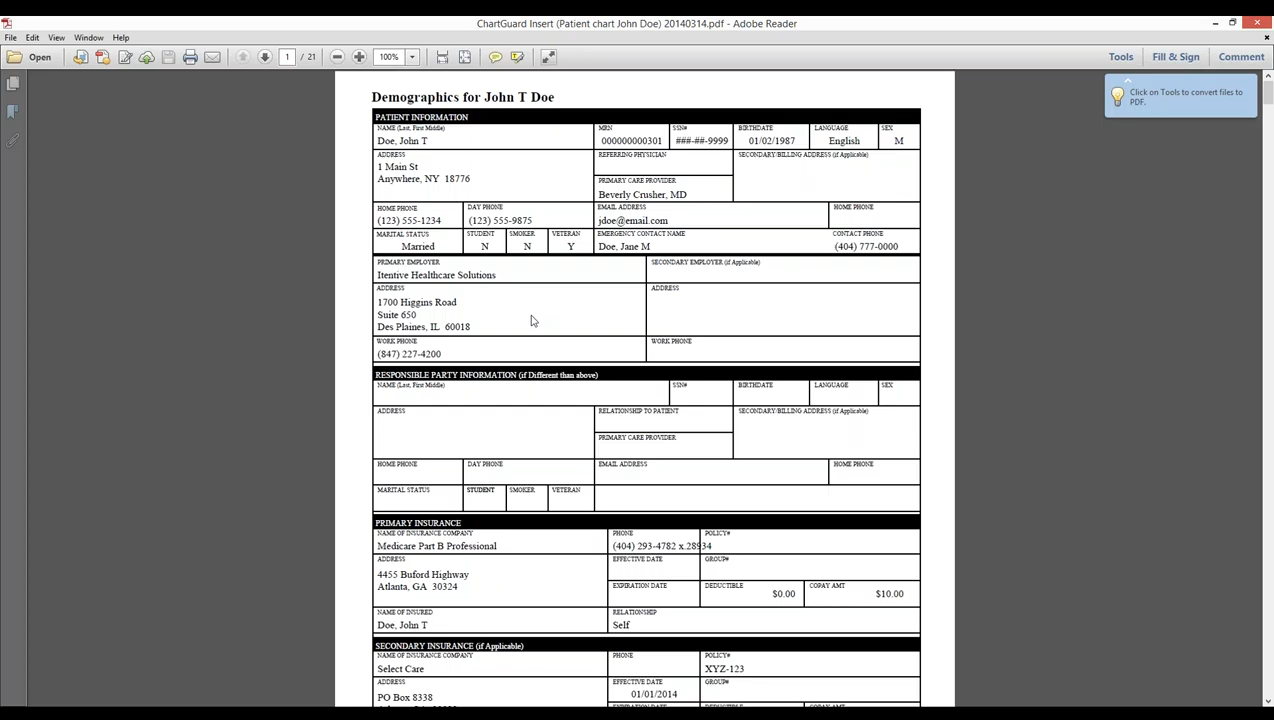 ChartGuard Insert (Patient chart John Doe) 20140314.pdf - Adobe Reader
File Edit View Window Help
Open 1 / 21 100% Tools Fill & Sign Comment
Click on Tools to convert files to
PDF.
Demographics for John T Doe
PATIENT INFORMATION
NAME (Last, First Middle) MRN SSN# BIRTHDATE LANGUAGE SEX
Doe, John T 000000000301 ###-##-9999 01/02/1987 English M
ADDRESS REFERRING PHYSICIAN SECONDARY/BILLING ADDRESS (if Applicable)
1 Main St
Anywhere, NY 18776
PRIMARY CARE PROVIDER
Beverly Crusher, MD
HOME PHONE DAY PHONE EMAIL ADDRESS HOME PHONE
(123) 555-1234 (123) 555-9875 jdoe@email.com
MARITAL STATUS STUDENT SMOKER VETERAN EMERGENCY CONTACT NAME CONTACT PHONE
Married N N Y Doe, Jane M (404) 777-0000
PRIMARY EMPLOYER SECONDARY EMPLOYER (if Applicable)
Itentive Healthcare Solutions
ADDRESS ADDRESS
1700 Higgins Road
Suite 650
Des Plaines, IL 60018
WORK PHONE WORK PHONE
(847) 227-4200
RESPONSIBLE PARTY INFORMATION (if Different than above)
NAME (Last, First Middle) SSN# BIRTHDATE LANGUAGE SEX
ADDRESS RELATIONSHIP TO PATIENT SECONDARY/BILLING ADDRESS (if Applicable)
PRIMARY CARE PROVIDER
HOME PHONE DAY PHONE EMAIL ADDRESS HOME PHONE
MARITAL STATUS STUDENT SMOKER VETERAN
PRIMARY INSURANCE
NAME OF INSURANCE COMPANY PHONE POLICY#
Medicare Part B Professional (404) 293-4782 x.28934
ADDRESS EFFECTIVE DATE GROUP#
4455 Buford Highway
Atlanta, GA 30324
EXPIRATION DATE DEDUCTIBLE COPAY AMT
$0.00 $10.00
NAME OF INSURED RELATIONSHIP
Doe, John T Self
SECONDARY INSURANCE (if Applicable)
NAME OF INSURANCE COMPANY PHONE POLICY#
Select Care XYZ-123
ADDRESS EFFECTIVE DATE GROUP#
PO Box 8338 01/01/2014
EXPIRATION DATE DEDUCTIBLE COPAY AMT